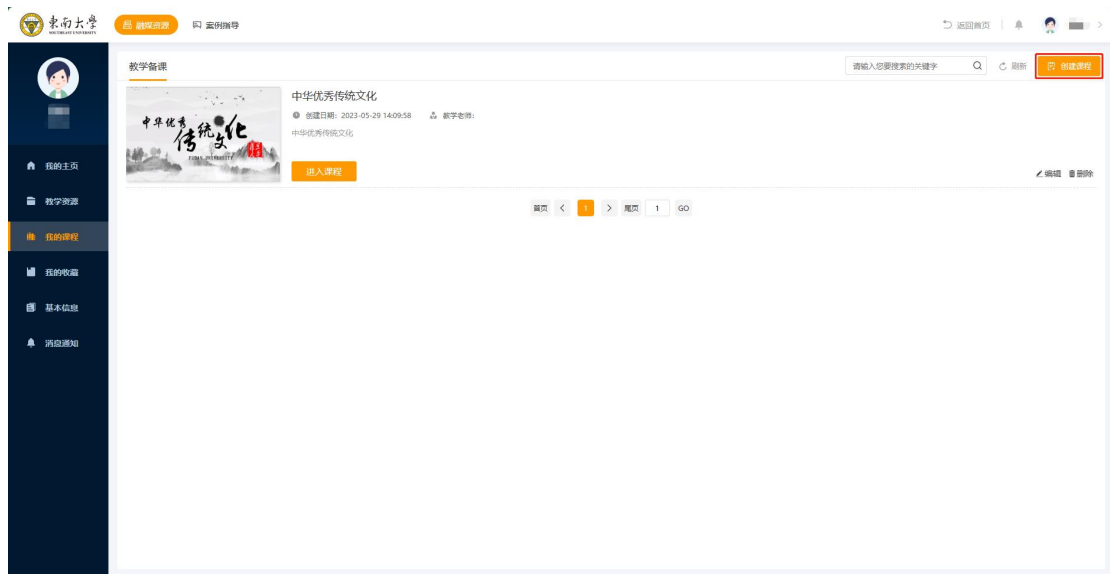 東南大學
SOUTHEAST UNIVERSITY
融媒资源
案例指导
返回首页
教学备课
请输入您要搜索的关键字
刷新
创建课程
中华优秀
传统文化
FUDAN UNIVERSITY
中华优秀传统文化
创建日期: 2023-05-29 14:09:58 教学老师:
中华优秀传统文化
进入课程
编辑 删除
我的主页
教学资源
我的课程
我的收藏
基本信息
消息通知
首页 < 1 > 尾页 1 GO